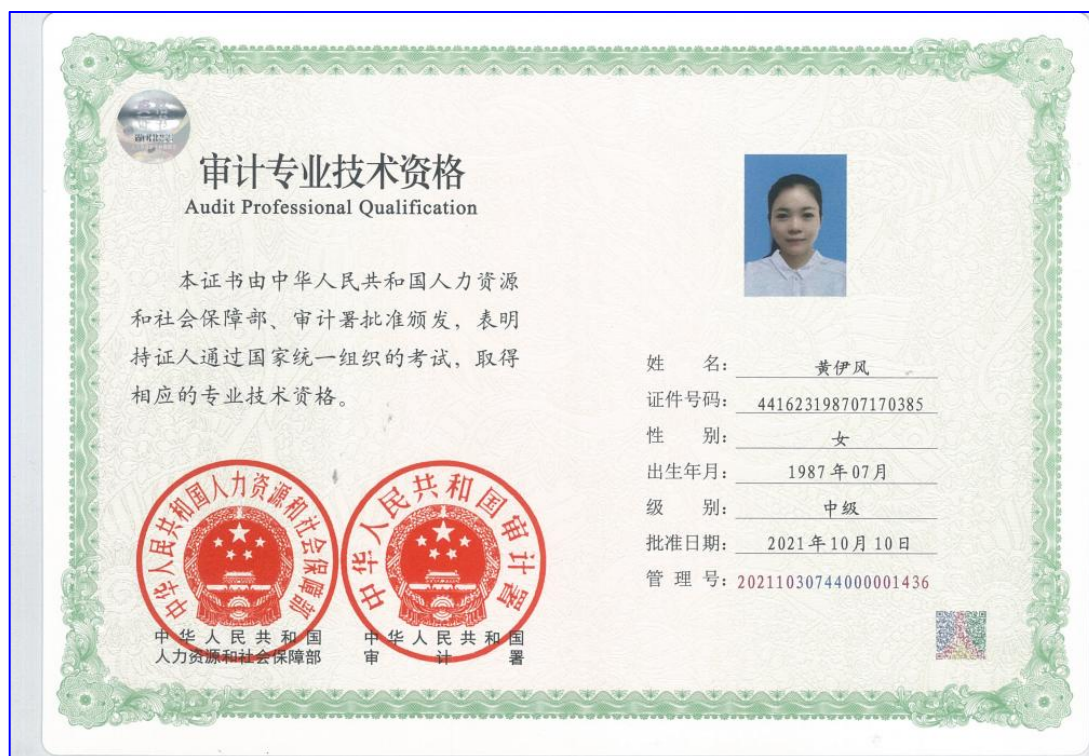 审计专业技术资格
Audit Professional Qualification
本证书由中华人民共和国人力资源
和社会保障部、审计署批准颁发，表明
持证人通过国家统一组织的考试，取得
相应的专业技术资格。
中华人民共和国人力资源和社会保障部
中华人民共和国审计署
中华人民共和国
人力资源和社会保障部
中华人民共和国
审计署
姓名：黄伊风
证件号码：441623198707170385
性别：女
出生年月：1987年07月
级别：中级
批准日期：2021年10月10日
管理号：20211030744000001436